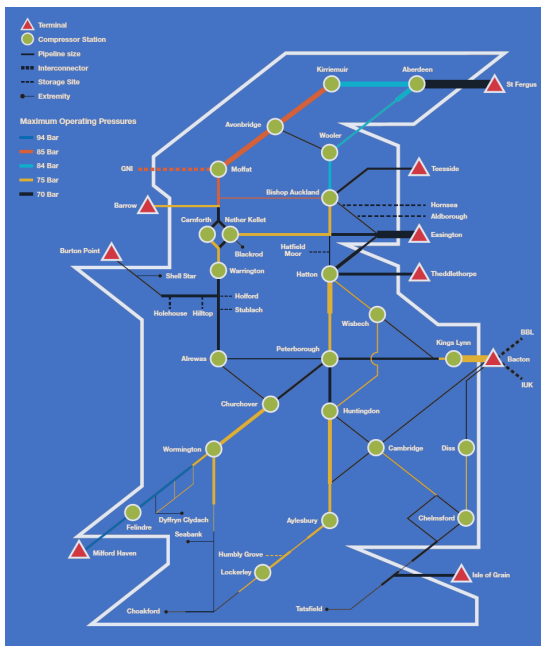 Terminal
Compressor Station
Pipeline size
Interconnector
Storage Site
Extremity
Maximum Operating Pressures
94 Bar
85 Bar
84 Bar
75 Bar
70 Bar
Kirriemuir
Aberdeen
St Fergus
Avonbridge
Wooler
GNI
Moffat
Teesside
Bishop Auckland
Barrow
Hornsea
Aldborough
Carnforth
Nether Kellet
Easington
Blackrod
Hatfield
Moor
Burton Point
Warrington
Shell Star
Hatton
Theddlethorpe
Holford
Holehouse
Hilltop
Stublach
Wisbech
BBL
Kings Lynn
Alrewas
Peterborough
Bacton
IUK
Churchover
Huntingdon
Wormington
Cambridge
Diss
Felindre
Dyffryn Clydach
Aylesbury
Chelmsford
Seabank
Milford Haven
Humbly Grove
Lockerley
Isle of Grain
Choakford
Tatsfield